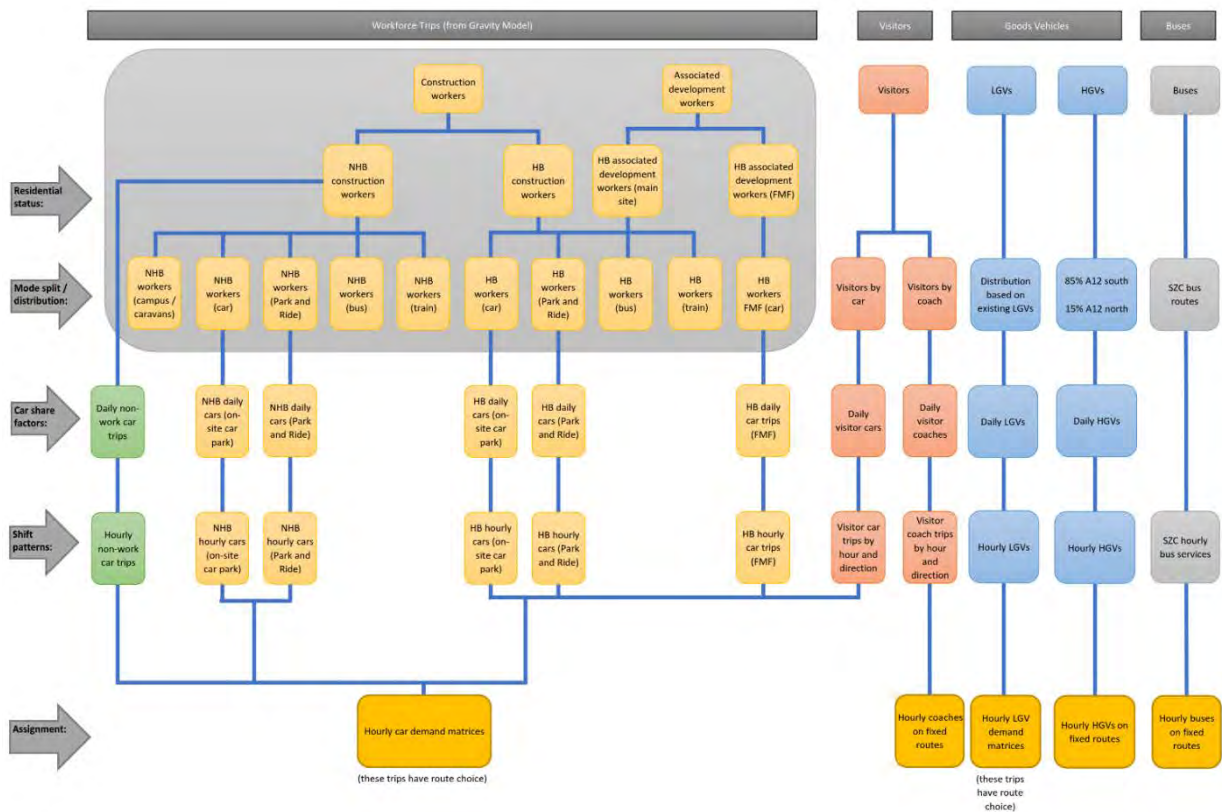 Workforce Trips (from Gravity Model)
Visitors
Goods Vehicles
Buses
Construction
workers
Associated
development
workers
Visitors
LGVs
HGVs
Buses
Residential
status:
NHB
construction
workers
HB
construction
workers
HB associated
development
workers (main
site)
HB associated
development
workers (FMF)
Mode split /
distribution:
NHB
workers
(campus /
caravans)
NHB
workers
(car)
NHB
workers
(Park and
Ride)
NHB
workers
(bus)
NHB
workers
(train)
HB
workers
(car)
HB
workers
(Park and
Ride)
HB
workers
(bus)
HB
workers
(train)
HB
workers
FMF (car)
Visitors by
car
Visitors by
coach
Distribution
based on
existing LGVs
85% A12 south
15% A12 north
SZC bus
routes
Car share
factors:
Daily non-
work car
trips
NHB daily
cars (on-
site car
park)
NHB daily
cars (Park
and Ride)
HB daily
cars (on-
site car
park)
HB daily
cars (Park
and Ride)
HB daily
car trips
(FMF)
Daily
visitor cars
Daily
visitor
coaches
Daily LGVs
Daily HGVs
Shift
patterns:
Hourly
non-work
car trips
NHB
hourly cars
(on-site
car park)
NHB
hourly cars
(Park and
Ride)
HB hourly
cars (on-
site car
park)
HB hourly
cars (Park
and Ride)
HB hourly
car trips
(FMF)
Visitor car
trips by
hour and
direction
Visitor
coach trips
by hour
and
direction
Hourly LGVs
Hourly HGVs
SZC hourly
bus services
Assignment:
Hourly car demand matrices
(these trips have route choice)
Hourly coaches
on fixed
routes
Hourly LGV
demand
matrices
(these trips
have route
choice)
Hourly HGVs
on fixed routes
Hourly buses
on fixed
routes